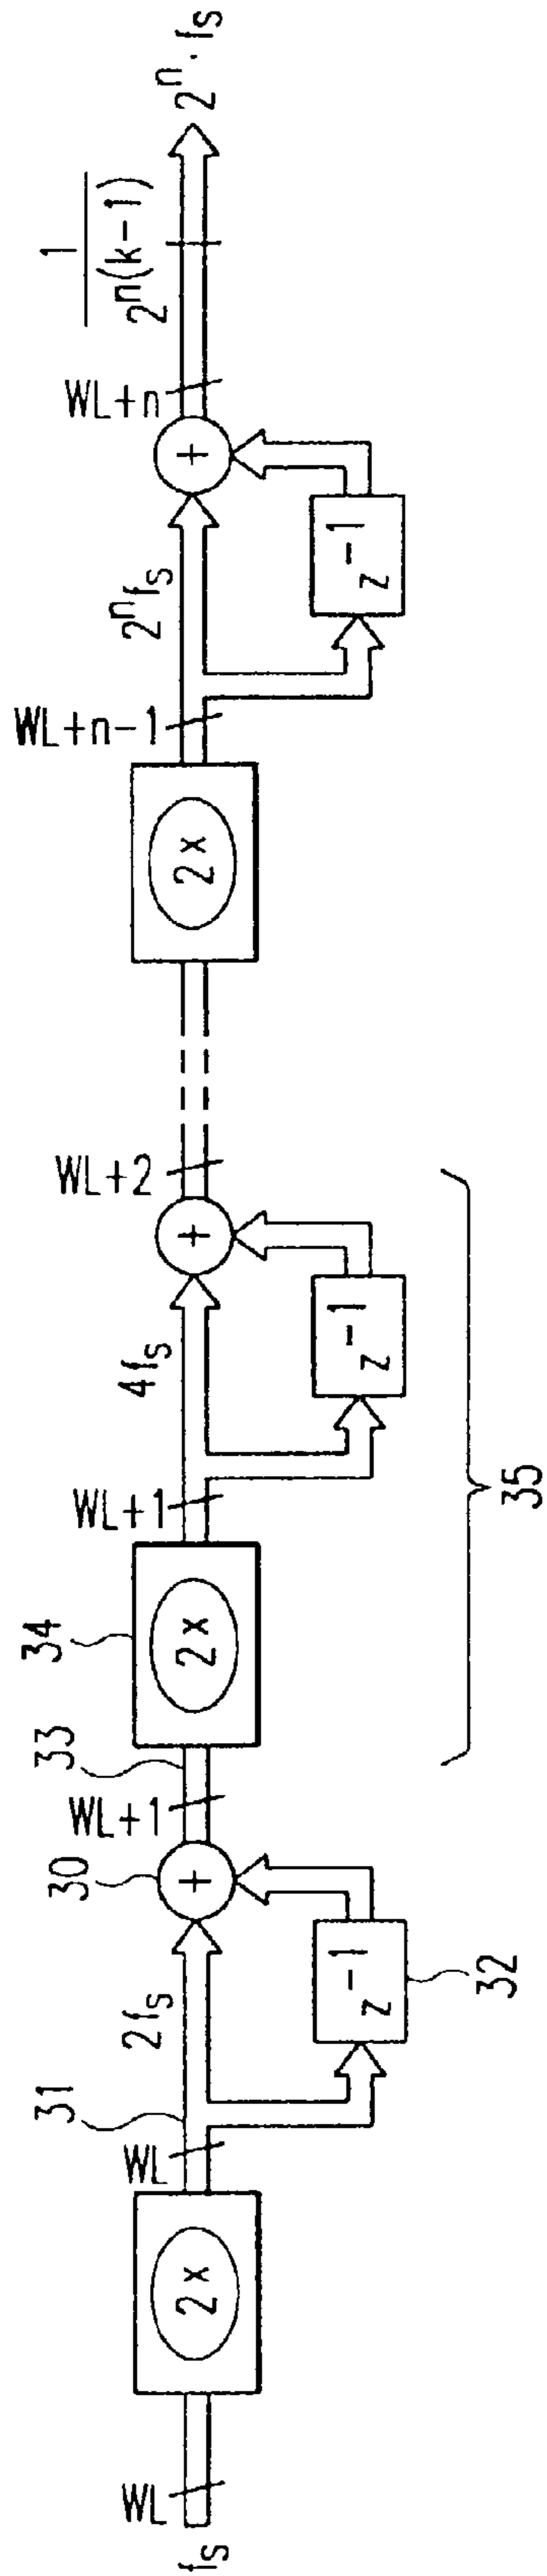 fs
WL
2x
WL
31
2fs
z⁻¹
32
+
30
WL+1
33
2x
34
WL+1
4fs
z⁻¹
+
WL+2
35
2x
WL+n-1
2ⁿfs
z⁻¹
+
WL+n
1
2ⁿ(k-1)
2ⁿ·fs